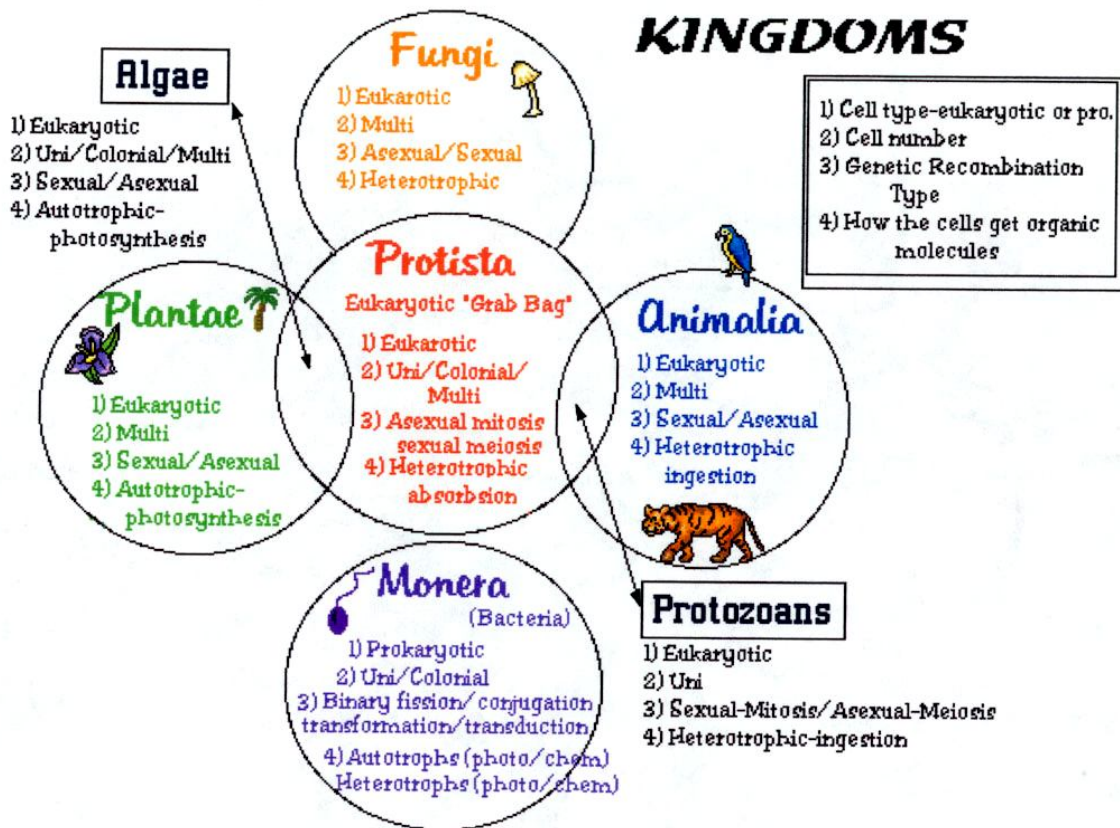 KINGDOMS
Algae
1) Eukaryotic
2) Uni/Colonial/Multi
3) Sexual/Asexual
4) Autotrophic-
photosynthesis
Fungi
1) Eukarotic
2) Multi
3) Asexual/Sexual
4) Heterotrophic
1) Cell type-eukaryotic or pro.
2) Cell number
3) Genetic Recombination
Type
4) How the cells get organic
molecules
Plantae
1) Eukaryotic
2) Multi
3) Sexual/Asexual
4) Autotrophic-
photosynthesis
Protista
Eukaryotic "Grab Bag"
1) Eukarotic
2) Uni/Colonial/
Multi
3) Asexual mitosis
sexual meiosis
4) Heterotrophic
absorbsion
Animalia
1) Eukaryotic
2) Multi
3) Sexual/Asexual
4) Heterotrophic
ingestion
Monera
(Bacteria)
1) Prokaryotic
2) Uni/Colonial
3) Binary fission/conjugation
transformation/transduction
4) Autotrophs (photo/chem)
Heterotrophs (photo/chem)
Protozoans
1) Eukaryotic
2) Uni
3) Sexual-Mitosis/Asexual-Meiosis
4) Heterotrophic-ingestion